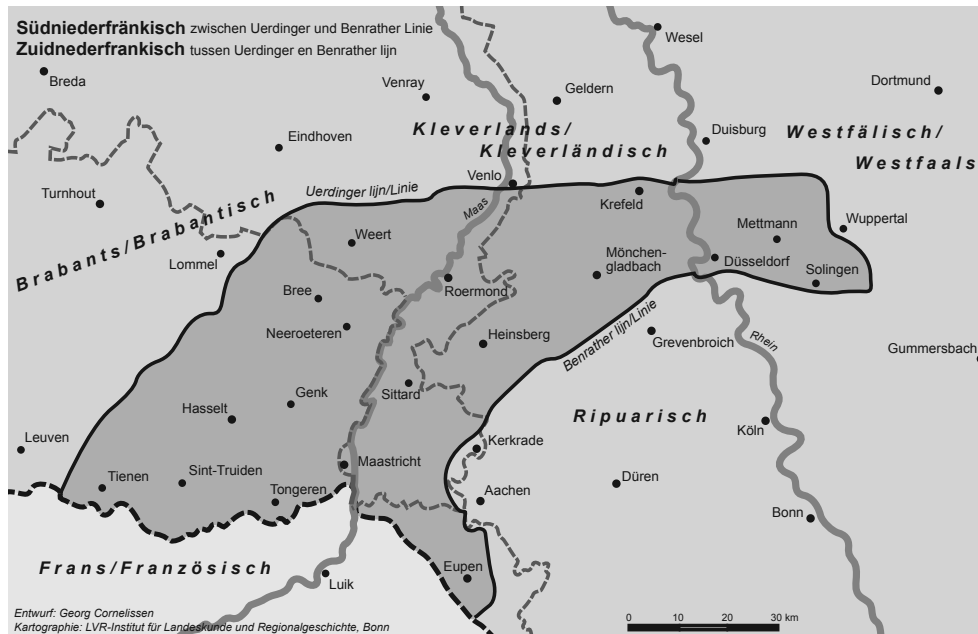 Südniederfränkisch zwischen Uerdinger und Benrather Linie
Zuidnederfrankisch tussen Uerdinger en Benrather lijn
Wesel
Breda
Venray
Geldern
Dortmund
Kleverlands/
Kleverländisch
Duisburg
Westfälisch/
Westfaals
Eindhoven
Venlo
Turnhout
Uerdinger lijn/Linie
Maas
Krefeld
Brabants/Brabantisch
Weert
Mettmann
Wuppertal
Lommel
Mönchen-
gladbach
Düsseldorf
Solingen
Roermond
Bree
Neeroeteren
Heinsberg
Benrather lijn/Linie
Grevenbroich
Rhein
Gummersbach
Sittard
Genk
Hasselt
Ripuarisch
Köln
Leuven
Kerkrade
Maastricht
Tienen
Sint-Truiden
Tongeren
Aachen
Düren
Bonn
Frans/Französisch
Luik
Eupen
Entwurf: Georg Cornelissen
Kartographie: LVR-Institut für Landeskunde und Regionalgeschichte, Bonn
0 10 20 30 km